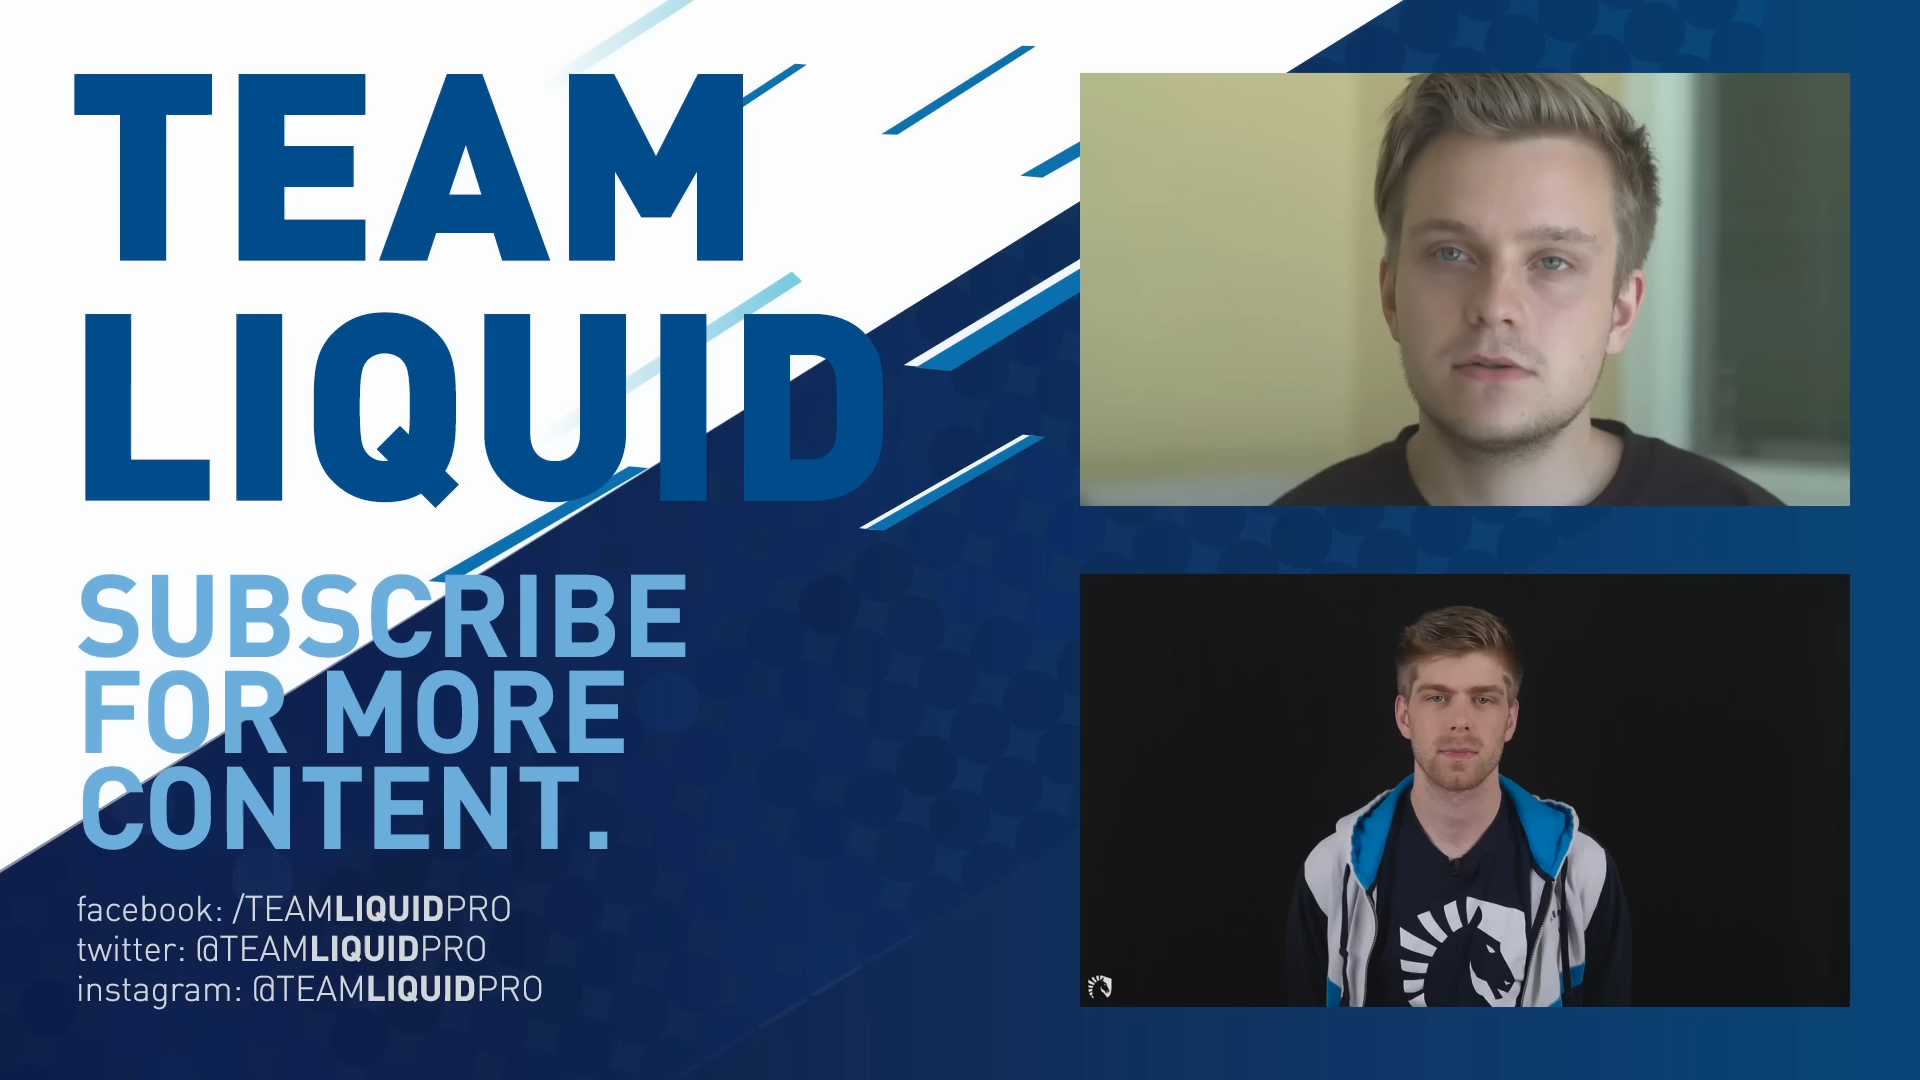 TEAM
LIQUID
SUBSCRIBE
FOR MORE
CONTENT.
facebook: /TEAMLIQUIDPRO
twitter: @TEAMLIQUIDPRO
instagram: @TEAMLIQUIDPRO